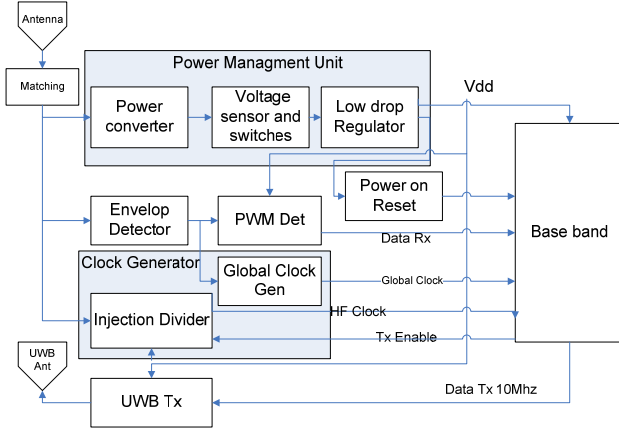 Antenna
Matching
Power Managment Unit
Power
converter
Voltage
sensor and
switches
Low drop
Regulator
Vdd
Power on
Reset
Base band
Envelop
Detector
PWM Det
Data Rx
Clock Generator
Global Clock
Gen
Global Clock
Injection Divider
HF Clock
Tx Enable
UWB
Ant
UWB Tx
Data Tx 10Mhz